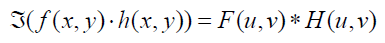 ℑ(f(x, y)·h(x, y)) = F(u,v)*H(u,v)